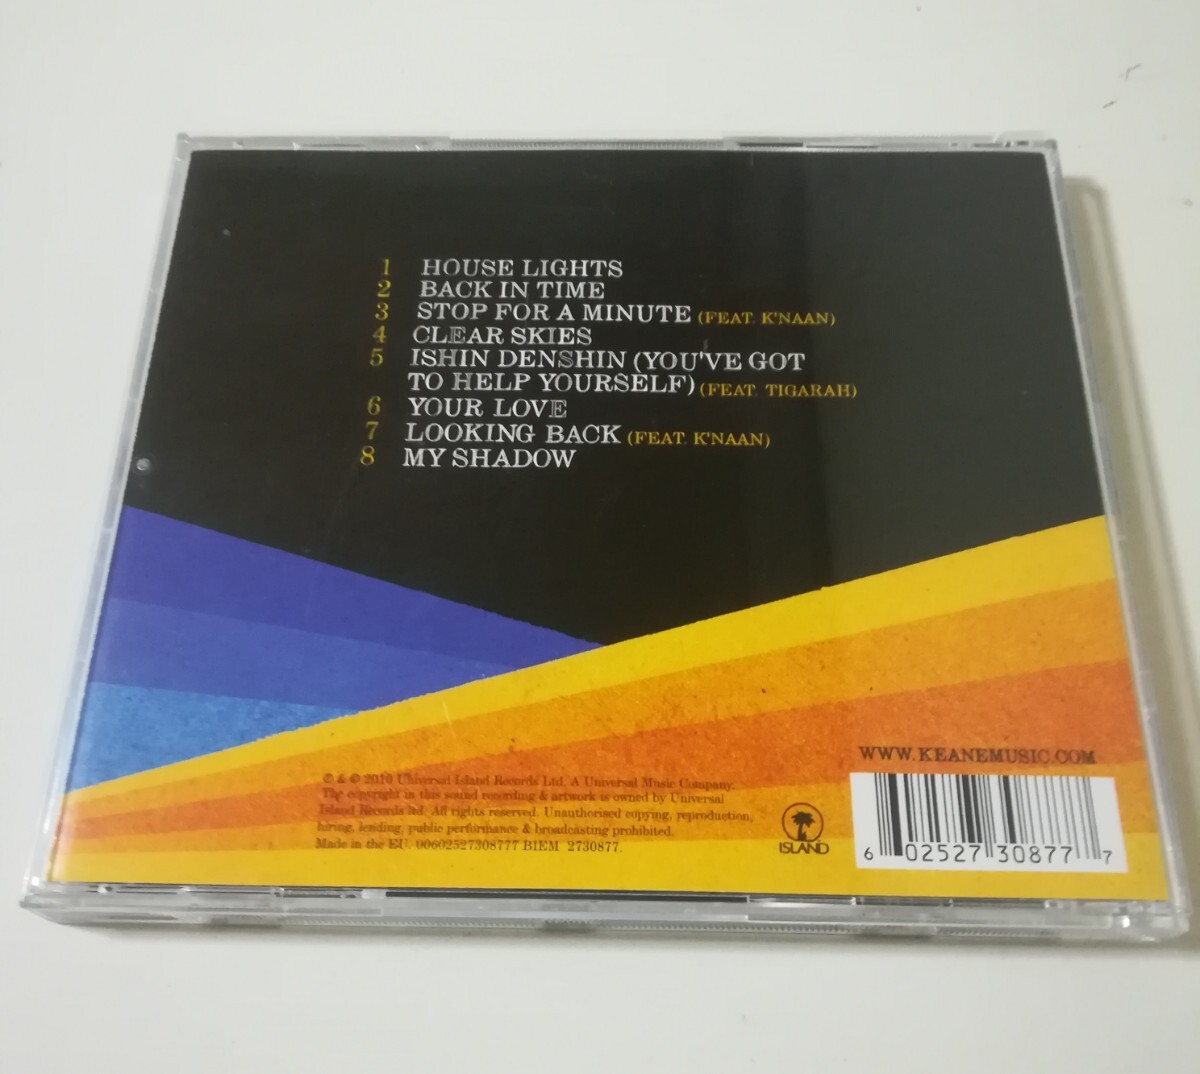 1 HOUSE LIGHTS
2 BACK IN TIME
3 STOP FOR A MINUTE (FEAT. K'NAAN)
4 CLEAR SKIES
5 ISHIN DENSHIN (YOU'VE GOT
TO HELP YOURSELF) (FEAT. TIGARAH)
6 YOUR LOVE
7 LOOKING BACK (FEAT. K'NAAN)
8 MY SHADOW
WWW.KEANEMUSIC.COM
℗ & © 2010 Universal Island Records Ltd. A Universal Music Company.
The copyright in this sound recording & artwork is owned by Universal
Island Records ltd. All rights reserved. Unauthorised copying, reproduction,
hiring, lending, public performance & broadcasting prohibited.
Made in the EU. 00602527308777 BIEM 2730877.
ISLAND
6 02527 30877 7